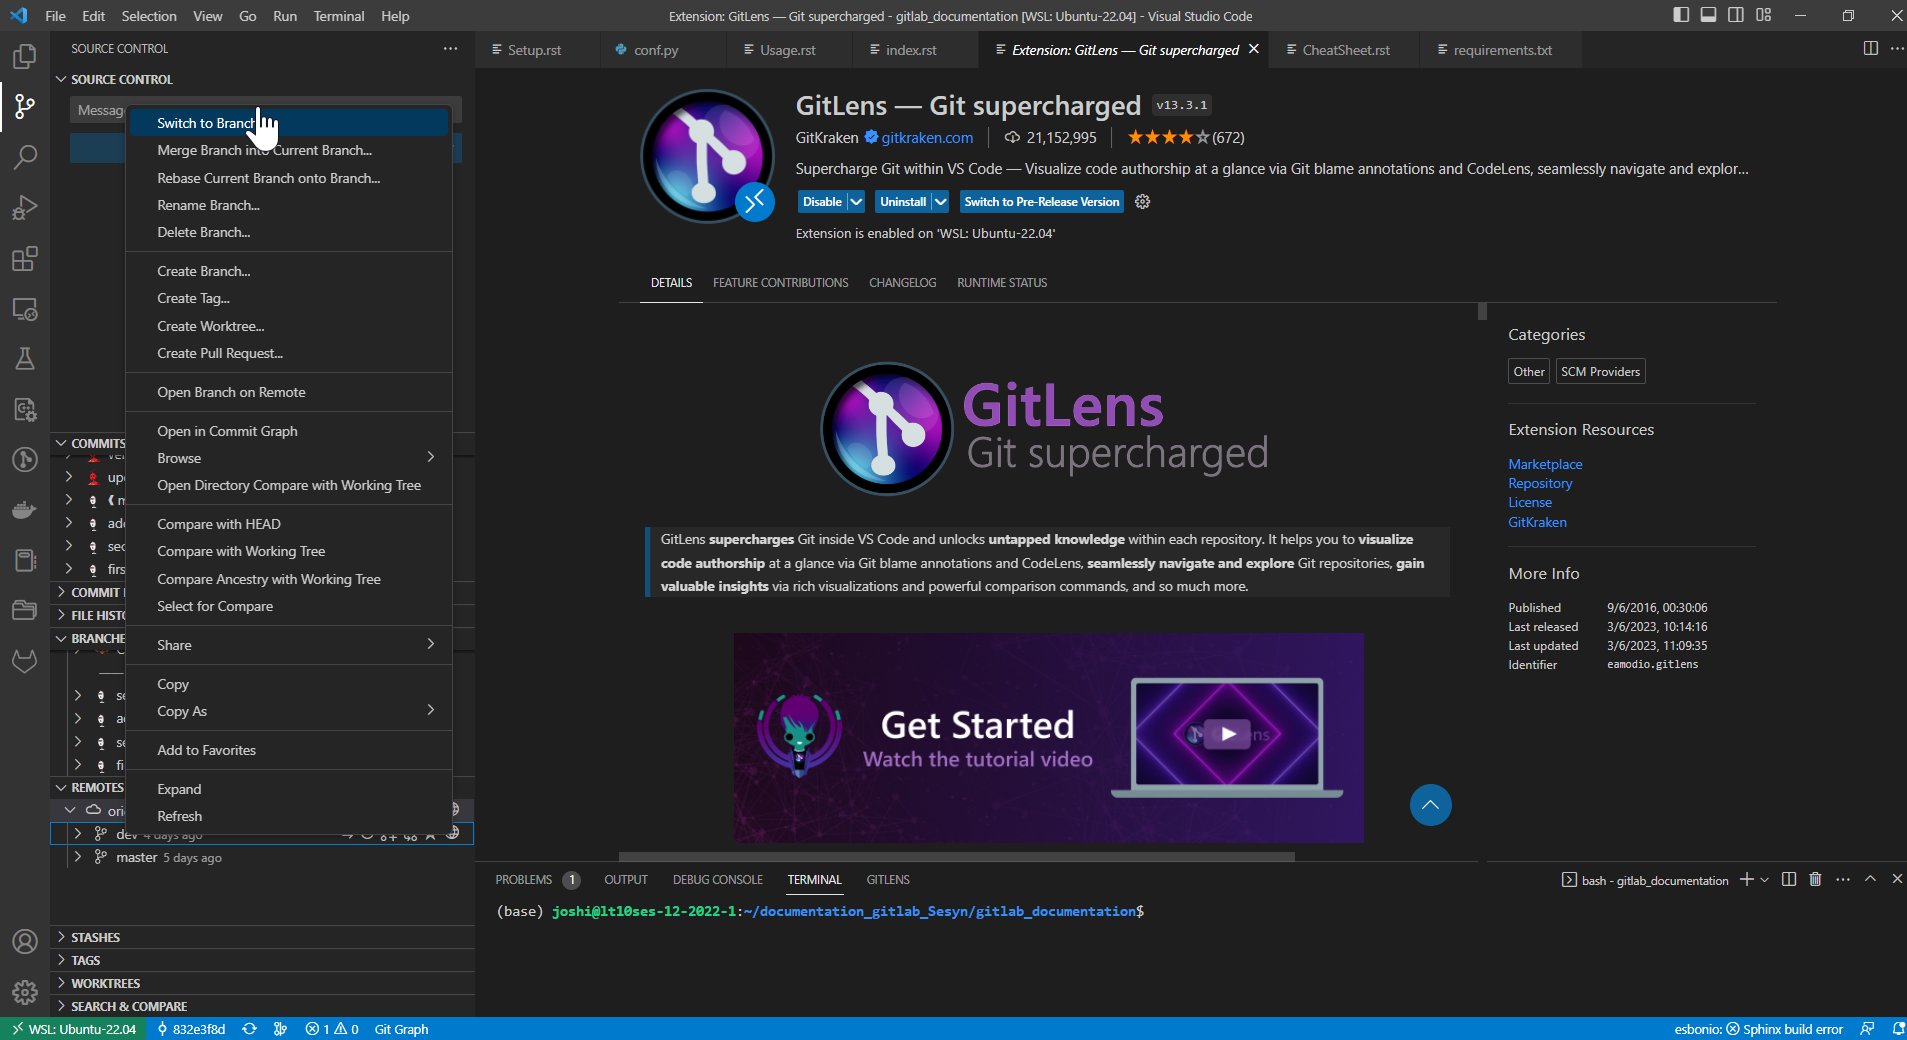 File Edit Selection View Go Run Terminal Help
Extension: GitLens — Git supercharged - gitlab_documentation [WSL: Ubuntu-22.04] - Visual Studio Code
SOURCE CONTROL
Setup.rst
conf.py
Usage.rst
index.rst
Extension: GitLens — Git supercharged
CheatSheet.rst
requirements.txt
SOURCE CONTROL
Messag
Switch to Branch
Merge Branch into Current Branch...
Rebase Current Branch onto Branch...
Rename Branch...
Delete Branch...
Create Branch...
Create Tag...
Create Worktree...
Create Pull Request...
Open Branch on Remote
Open in Commit Graph
Browse
Open Directory Compare with Working Tree
Compare with HEAD
Compare with Working Tree
Compare Ancestry with Working Tree
Select for Compare
Share
Copy
Copy As
Add to Favorites
Expand
Refresh
COMMITS
upd
add
sec
firs
COMMIT
FILE HISTO
BRANCHE
se
a
se
fi
REMOTES
ori
dev 4 days ago
master 5 days ago
STASHES
TAGS
WORKTREES
SEARCH & COMPARE
GitLens — Git supercharged v13.3.1
GitKraken gitkraken.com 21,152,995 (672)
Supercharge Git within VS Code — Visualize code authorship at a glance via Git blame annotations and CodeLens, seamlessly navigate and explor...
Disable Uninstall Switch to Pre-Release Version
Extension is enabled on 'WSL: Ubuntu-22.04'
DETAILS FEATURE CONTRIBUTIONS CHANGELOG RUNTIME STATUS
GitLens
Git supercharged
GitLens supercharges Git inside VS Code and unlocks untapped knowledge within each repository. It helps you to visualize
code authorship at a glance via Git blame annotations and CodeLens, seamlessly navigate and explore Git repositories, gain
valuable insights via rich visualizations and powerful comparison commands, and so much more.
Get Started
Watch the tutorial video
Categories
Other SCM Providers
Extension Resources
Marketplace
Repository
License
GitKraken
More Info
Published 9/6/2016, 00:30:06
Last released 3/6/2023, 10:14:16
Last updated 3/6/2023, 11:09:35
Identifier eamodio.gitlens
PROBLEMS 1 OUTPUT DEBUG CONSOLE TERMINAL GITLENS
bash - gitlab_documentation
(base) joshi@lt10ses-12-2022-1:~/documentation_gitlab_Sesyn/gitlab_documentation$
WSL: Ubuntu-22.04 832e3f8d 1 0 Git Graph
esbonio: Sphinx build error